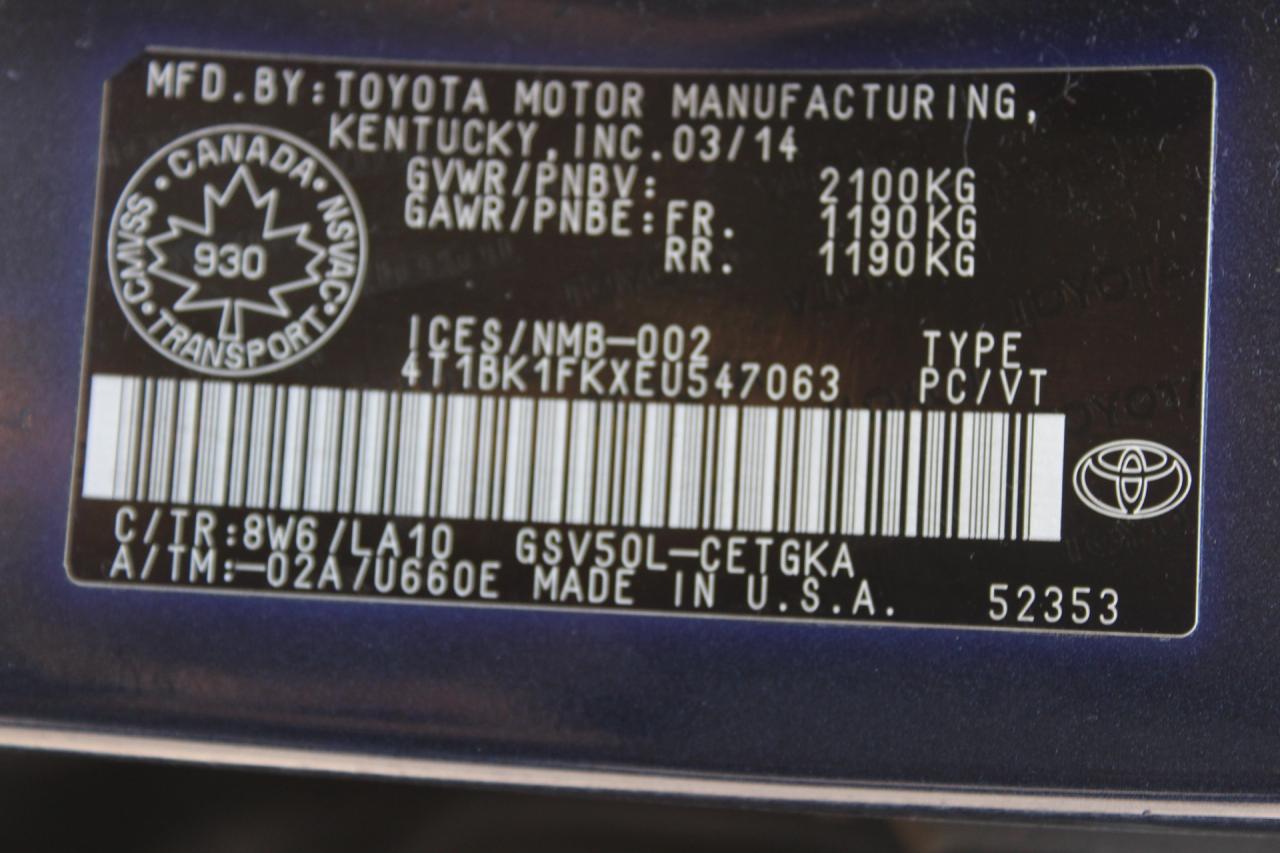 MFD.BY:TOYOTA MOTOR MANUFACTURING,
KENTUCKY,INC.03/14
GVWR/PNBV: 2100KG
GAWR/PNBE:FR. 1190KG
RR. 1190KG
CANADA • NSVAC • TRANSPORT • CMVSS •
930
ICES/NMB-002 TYPE
4T1BK1FKXEU547063 PC/VT
C/TR:8W6/LA10 GSV50L-CETGKA
A/TM:-02A/U660E MADE IN U.S.A. 52353